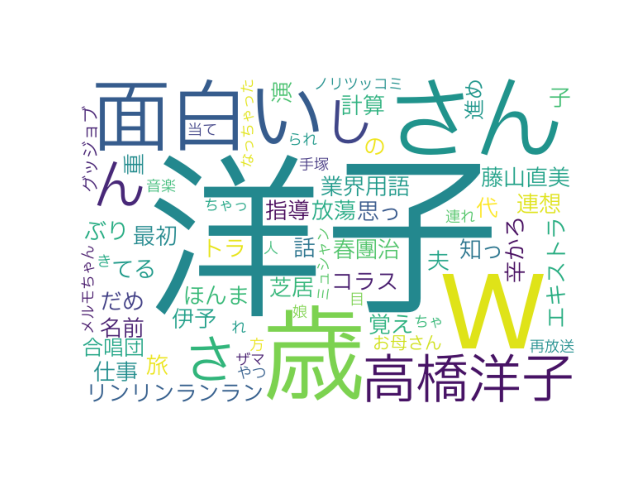 洋子
さん
面白い
w
歳
高橋洋子
し
ん
さ
グッジョブ
重
当て
音楽
なっちゃった
演
られ
ノリツッコミ
計算
の
進め
子
手塚
ちゃっ
業界用語
藤山直美
指導
放蕩
思っ
連れ
代
連想
ぶり
最初
トラ
人
話
ミュジャン
春團治
夫
知っ
辛かろ
エキストラ
メルモちゃん
き
てる
ほんま
芝居
コラス
目
だめ
名前
伊予
れ
娘
覚え
ちゃ
合唱団
方
お母さん
再放送
仕事
旅
ザマ
やつ
リンリンランラン